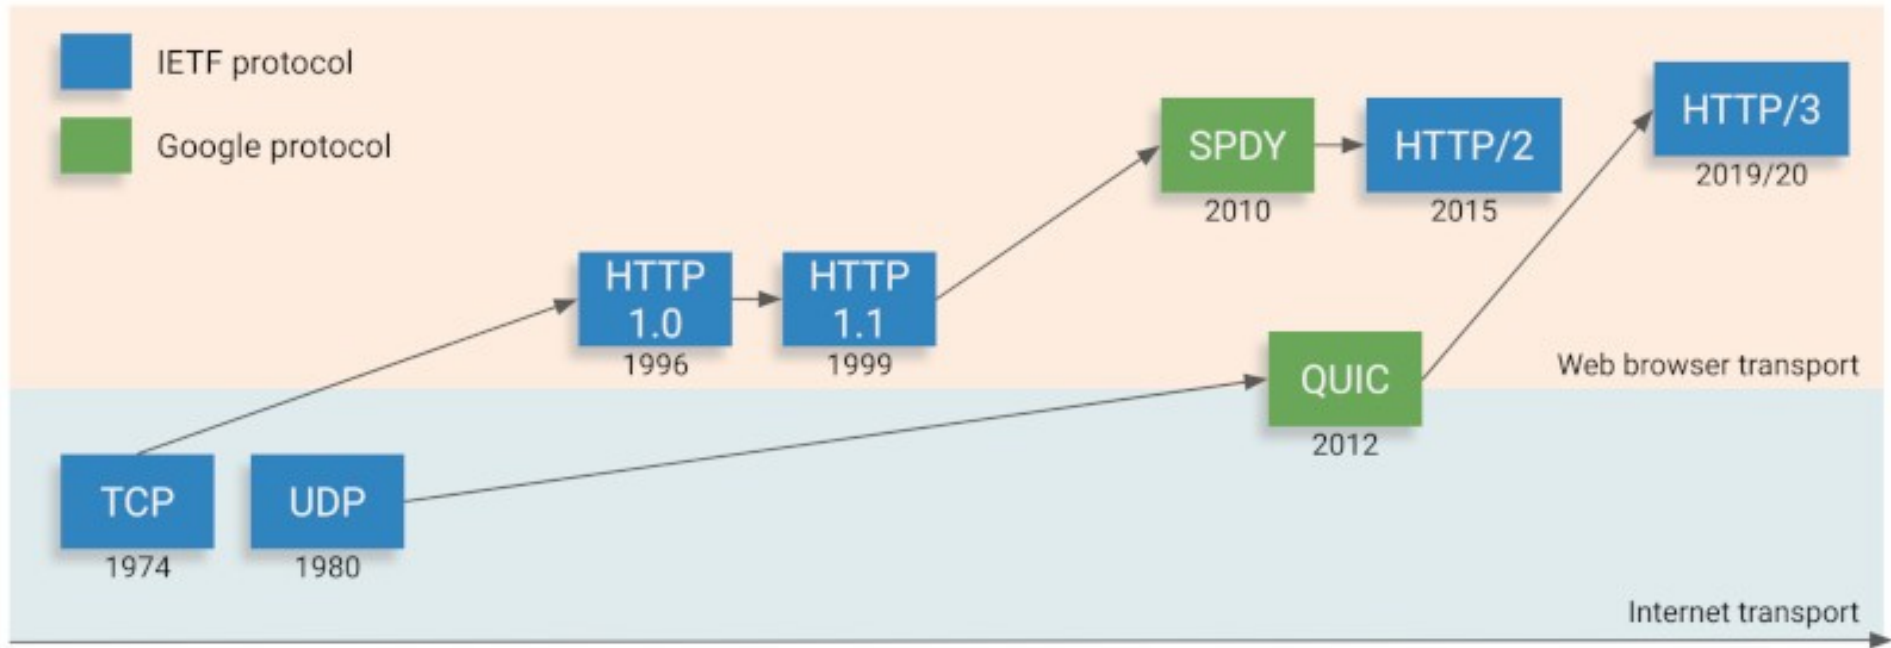 IETF protocol
Google protocol
HTTP/3
2019/20
SPDY
2010
HTTP/2
2015
HTTP
1.0
1996
HTTP
1.1
1999
QUIC
2012
Web browser transport
TCP
1974
UDP
1980
Internet transport